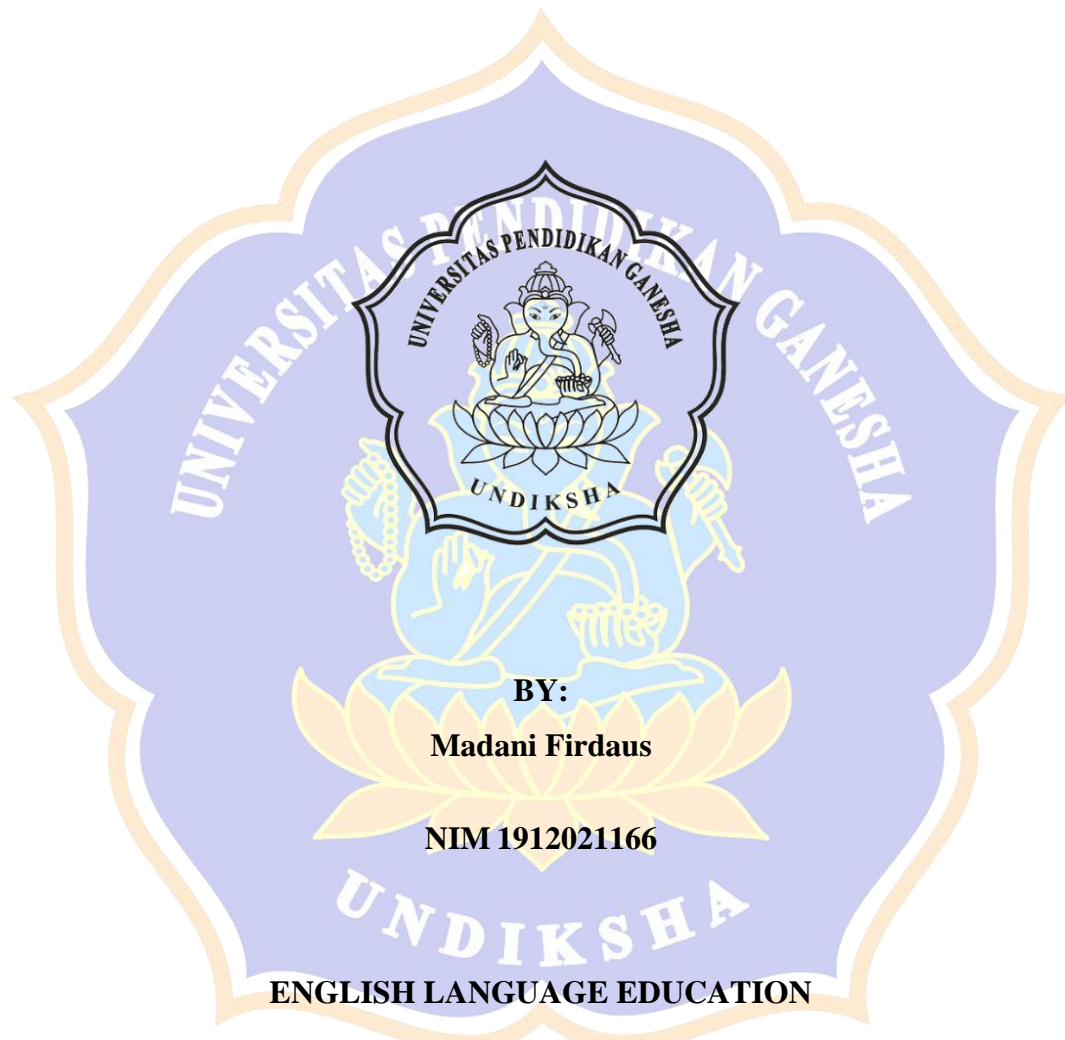 UNIVERSITAS PENDIDIKAN GANESHA
UNIVERSITAS PENDIDIKAN GANESHA
UNDIKSHA
BY:
Madani Firdaus
NIM 1912021166
UNDIKSHA
ENGLISH LANGUAGE EDUCATION